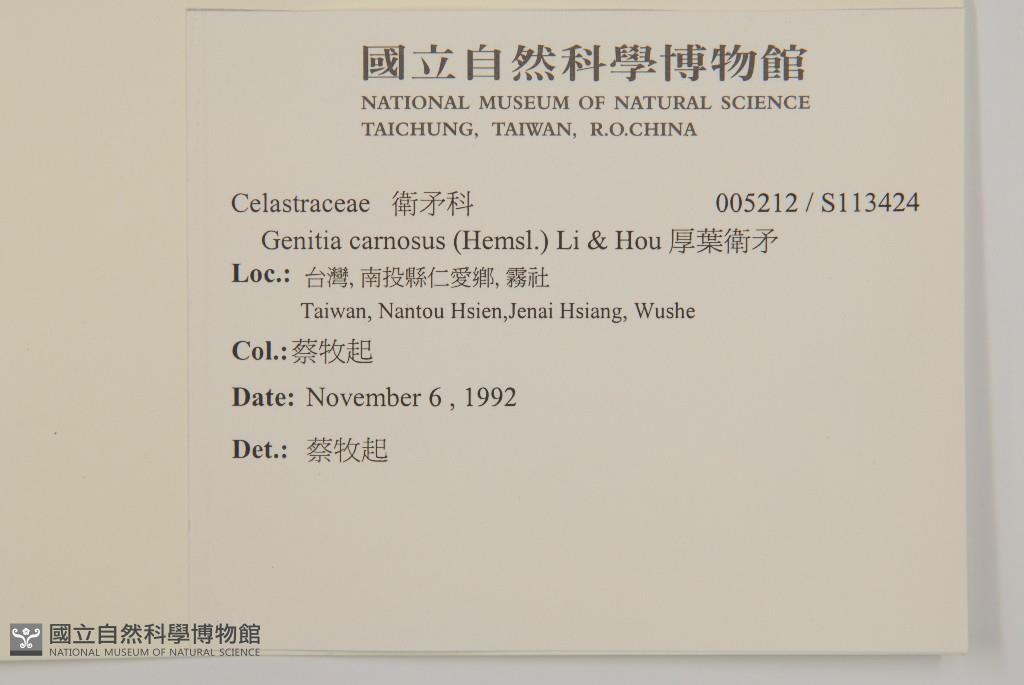 國立自然科學博物館
NATIONAL MUSEUM OF NATURAL SCIENCE
TAICHUNG, TAIWAN, R.O.CHINA
Celastraceae 衛矛科 005212 / S113424
Genitia carnosus (Hemsl.) Li & Hou 厚葉衛矛
Loc.: 台灣, 南投縣仁愛鄉, 霧社
Taiwan, Nantou Hsien,Jenai Hsiang, Wushe
Col.: 蔡牧起
Date: November 6 , 1992
Det.: 蔡牧起
國立自然科學博物館
NATIONAL MUSEUM OF NATURAL SCIENCE